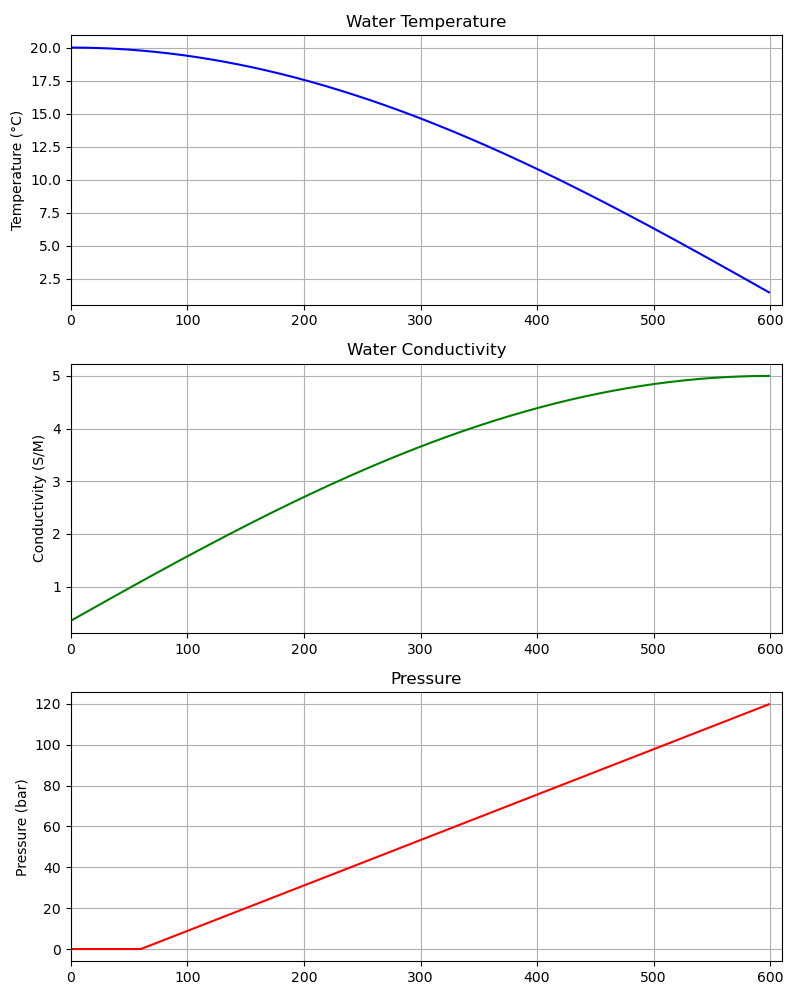 Water Temperature
Temperature (°C)
20.0
17.5
15.0
12.5
10.0
7.5
5.0
2.5
0 100 200 300 400 500 600
Water Conductivity
Conductivity (S/M)
5
4
3
2
1
0 100 200 300 400 500 600
Pressure
Pressure (bar)
120
100
80
60
40
20
0
0 100 200 300 400 500 600